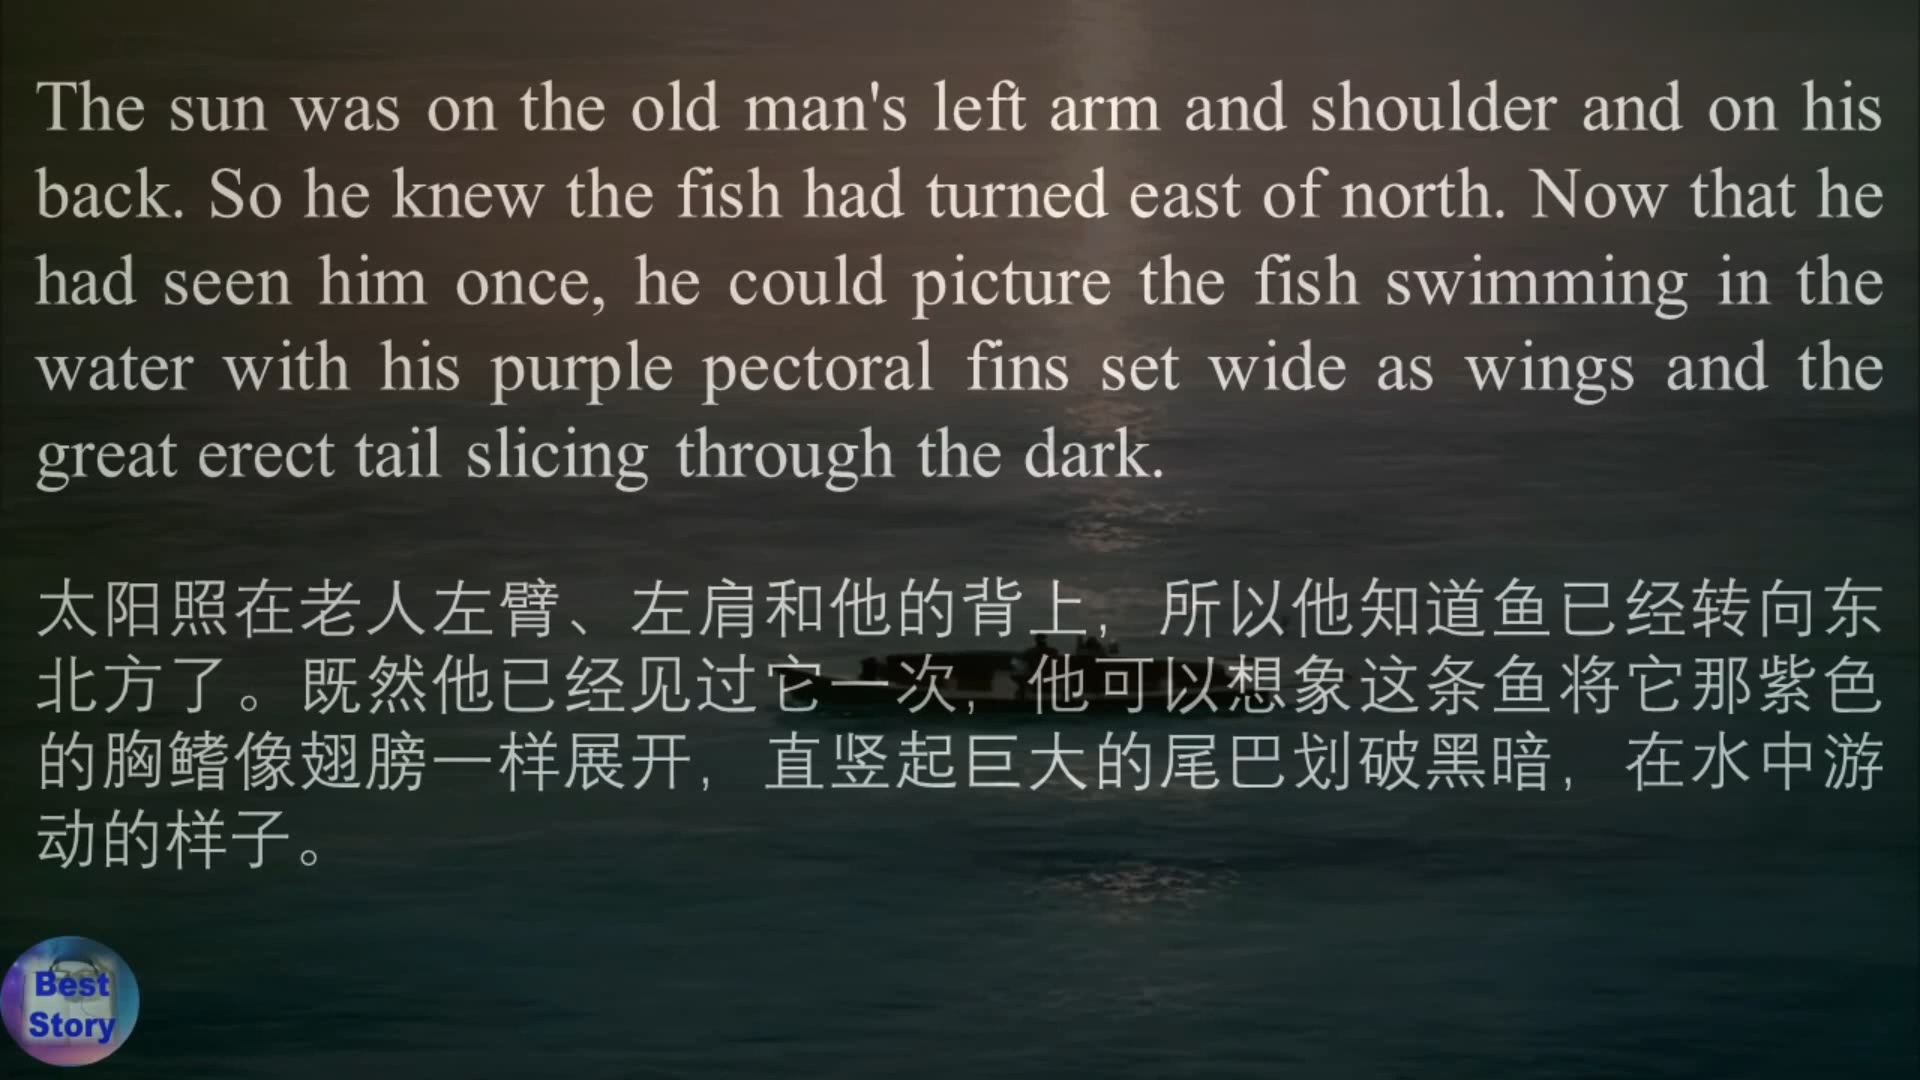 The sun was on the old man's left arm and shoulder and on his
back. So he knew the fish had turned east of north. Now that he
had seen him once, he could picture the fish swimming in the
water with his purple pectoral fins set wide as wings and the
great erect tail slicing through the dark.
太阳照在老人左臂、左肩和他的背上，所以他知道鱼已经转向东
北方了。既然他已经见过它一次，他可以想象这条鱼将它那紫色
的胸鳍像翅膀一样展开，直竖起巨大的尾巴划破黑暗，在水中游
动的样子。
Best
Story